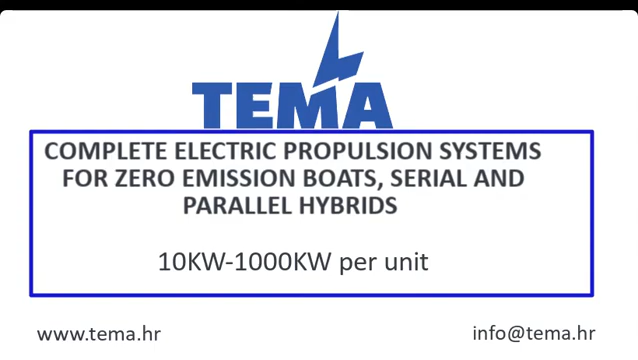 TEMA
COMPLETE ELECTRIC PROPULSION SYSTEMS
FOR ZERO EMISSION BOATS, SERIAL AND
PARALLEL HYBRIDS
10KW-1000KW per unit
www.tema.hr
info@tema.hr